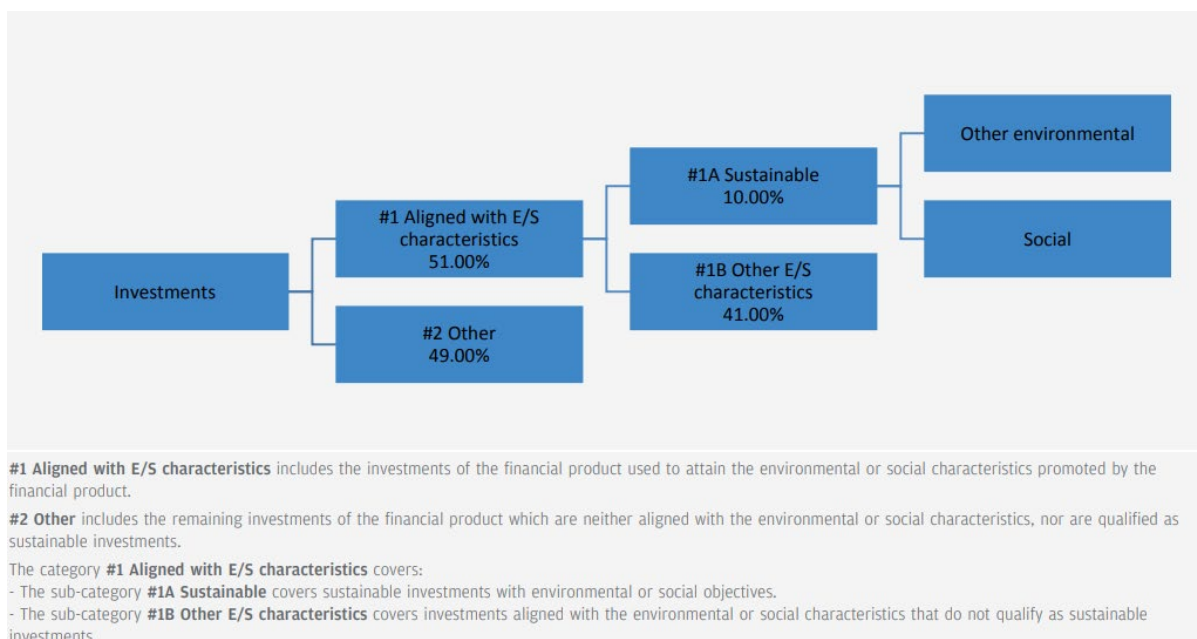 Other environmental
#1A Sustainable
10.00%
#1 Aligned with E/S
characteristics
51.00%
Social
#1B Other E/S
characteristics
41.00%
Investments
#2 Other
49.00%
#1 Aligned with E/S characteristics includes the investments of the financial product used to attain the environmental or social characteristics promoted by the
financial product.
#2 Other includes the remaining investments of the financial product which are neither aligned with the environmental or social characteristics, nor are qualified as
sustainable investments.
The category #1 Aligned with E/S characteristics covers:
- The sub-category #1A Sustainable covers sustainable investments with environmental or social objectives.
- The sub-category #1B Other E/S characteristics covers investments aligned with the environmental or social characteristics that do not qualify as sustainable
investments.